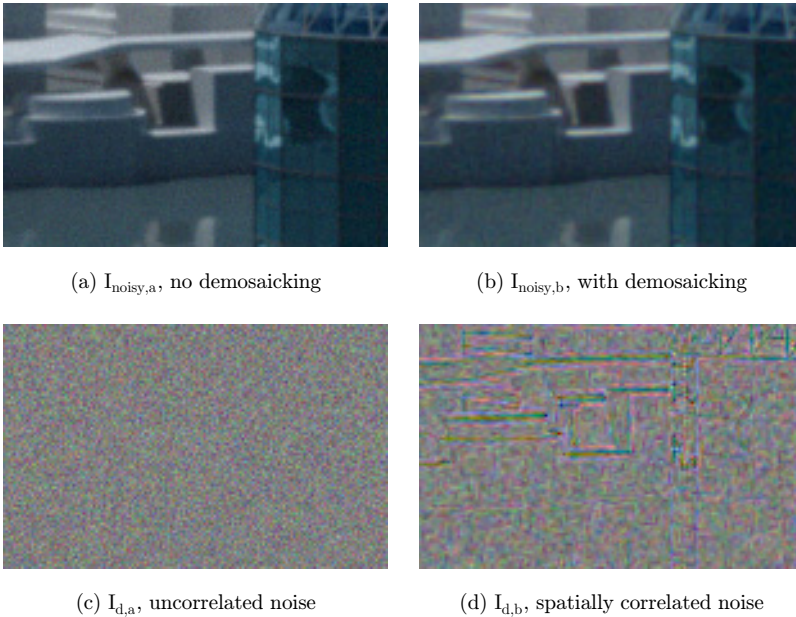 (a) I_noisy,a, no demosaicking
(b) I_noisy,b, with demosaicking
(c) I_d,a, uncorrelated noise
(d) I_d,b, spatially correlated noise